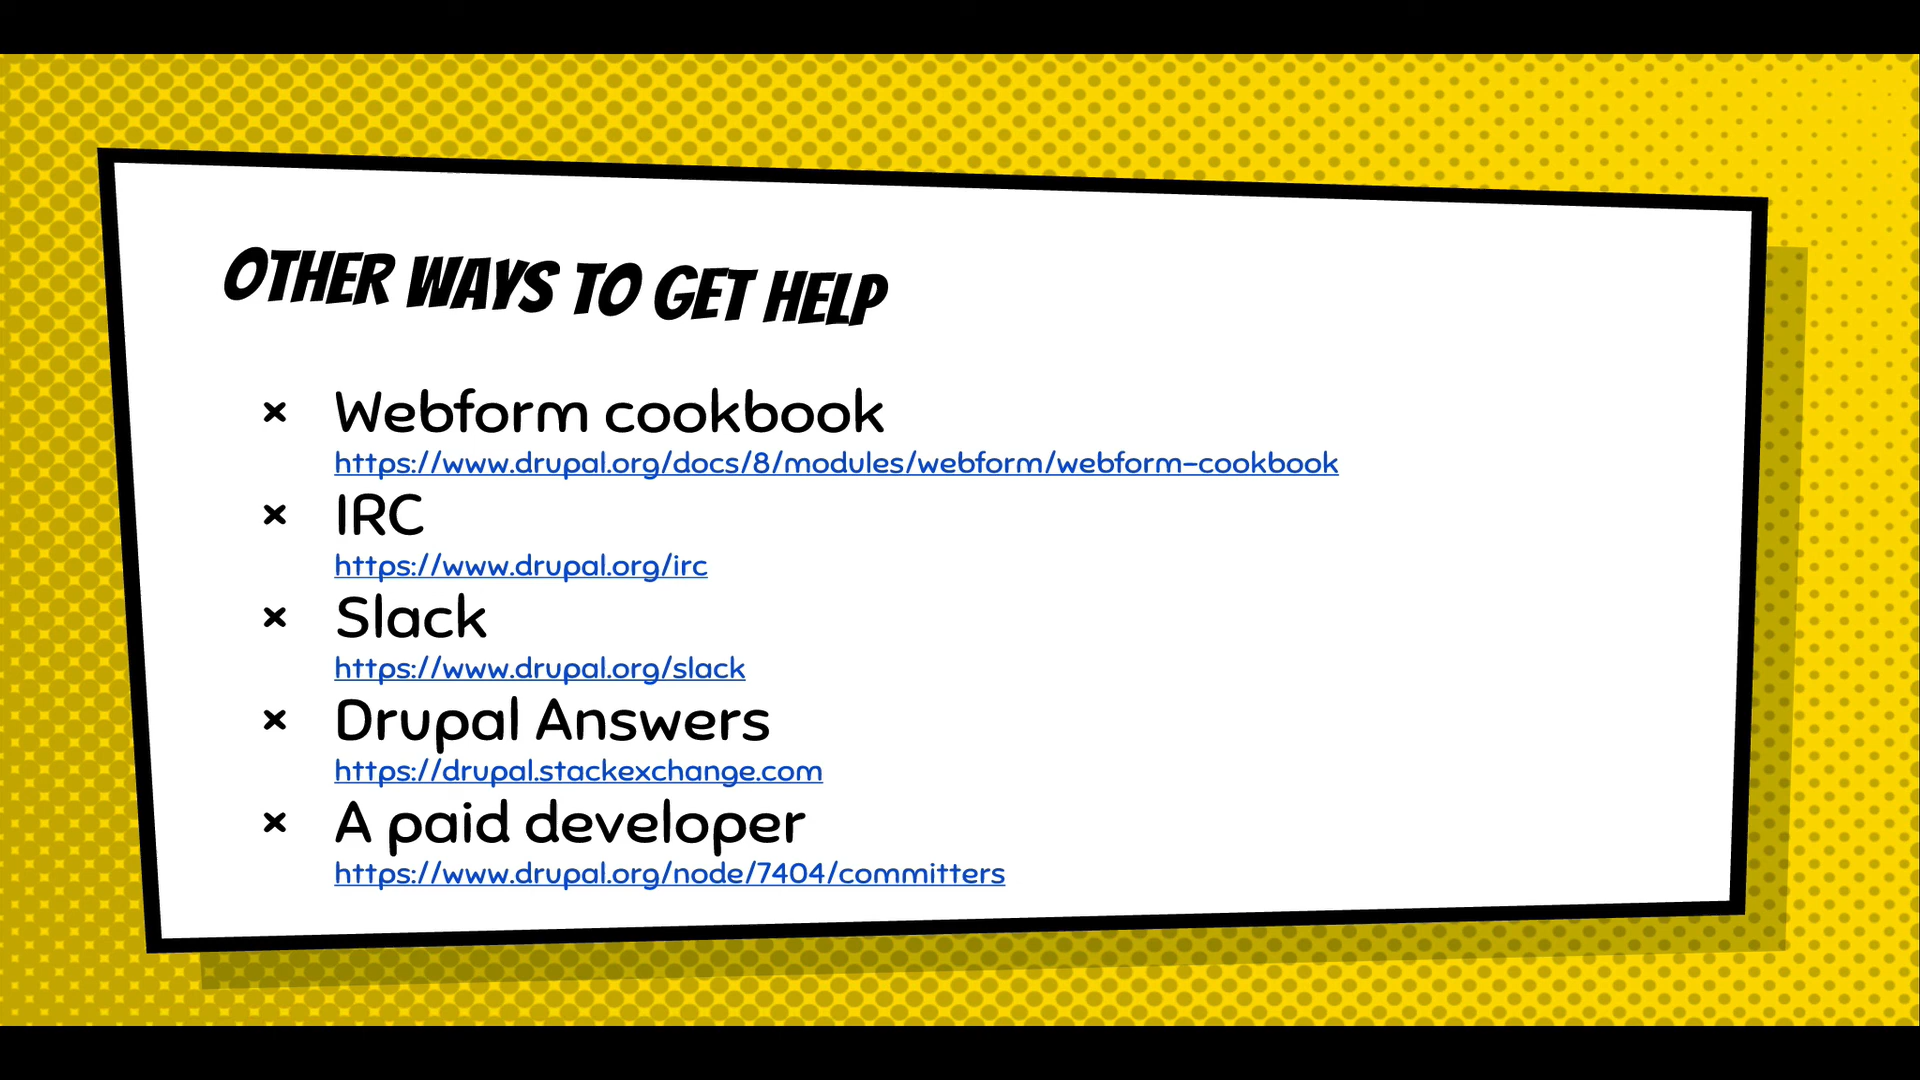 OTHER WAYS TO GET HELP
× Webform cookbook
https://www.drupal.org/docs/8/modules/webform/webform-cookbook
× IRC
https://www.drupal.org/irc
× Slack
https://www.drupal.org/slack
× Drupal Answers
https://drupal.stackexchange.com
× A paid developer
https://www.drupal.org/node/7404/committers